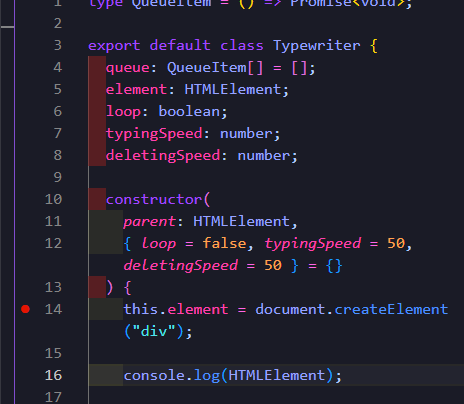 1 type QueueItem = () => Promise<void>;
2
3 export default class Typewriter {
4 queue: QueueItem[] = [];
5 element: HTMLElement;
6 loop: boolean;
7 typingSpeed: number;
8 deletingSpeed: number;
9
10 constructor(
11 parent: HTMLElement,
12 { loop = false, typingSpeed = 50,
deletingSpeed = 50 } = {}
13 ) {
14 this.element = document.createElement
("div");
15
16 console.log(HTMLElement);
17